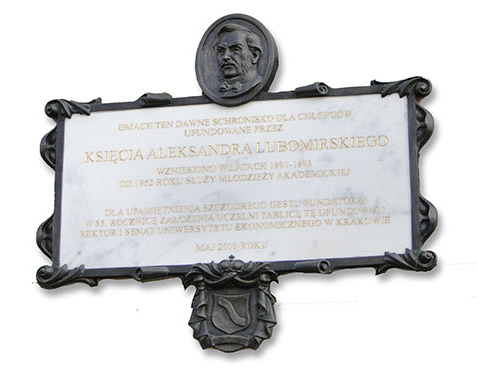 GMACH TEN DAWNE SCHRONISKO DLA CHŁOPCÓW
UFUNDOWANE PRZEZ
KSIĘCIA ALEKSANDRA LUBOMIRSKIEGO
WZNIESIONO W LATACH 1891-1893
OD 1952 ROKU SŁUŻY MŁODZIEŻY AKADEMICKIEJ
DLA UPAMIĘTNIENIA SZCZODREGO GESTU FUNDATORA
W 85. ROCZNICĘ ZAŁOŻENIA UCZELNI TABLICĘ TĘ UFUNDOWALI
REKTOR I SENAT UNIWERSYTETU EKONOMICZNEGO W KRAKOWIE
MAJ ROKU